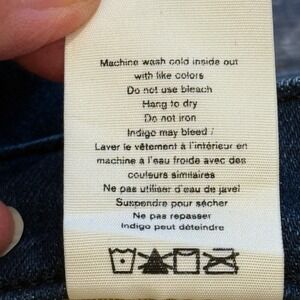 Machine wash cold inside out
with like colors
Do not use bleach
Hang to dry
Do not iron
Indigo may bleed /
Laver le vêtement à l'intérieur en
machine à l'eau froide avec des
couleurs similaires
Ne pas utiliser d'eau de javel
Suspendre pour sécher
Ne pas repasser
Indigo peut déteindre